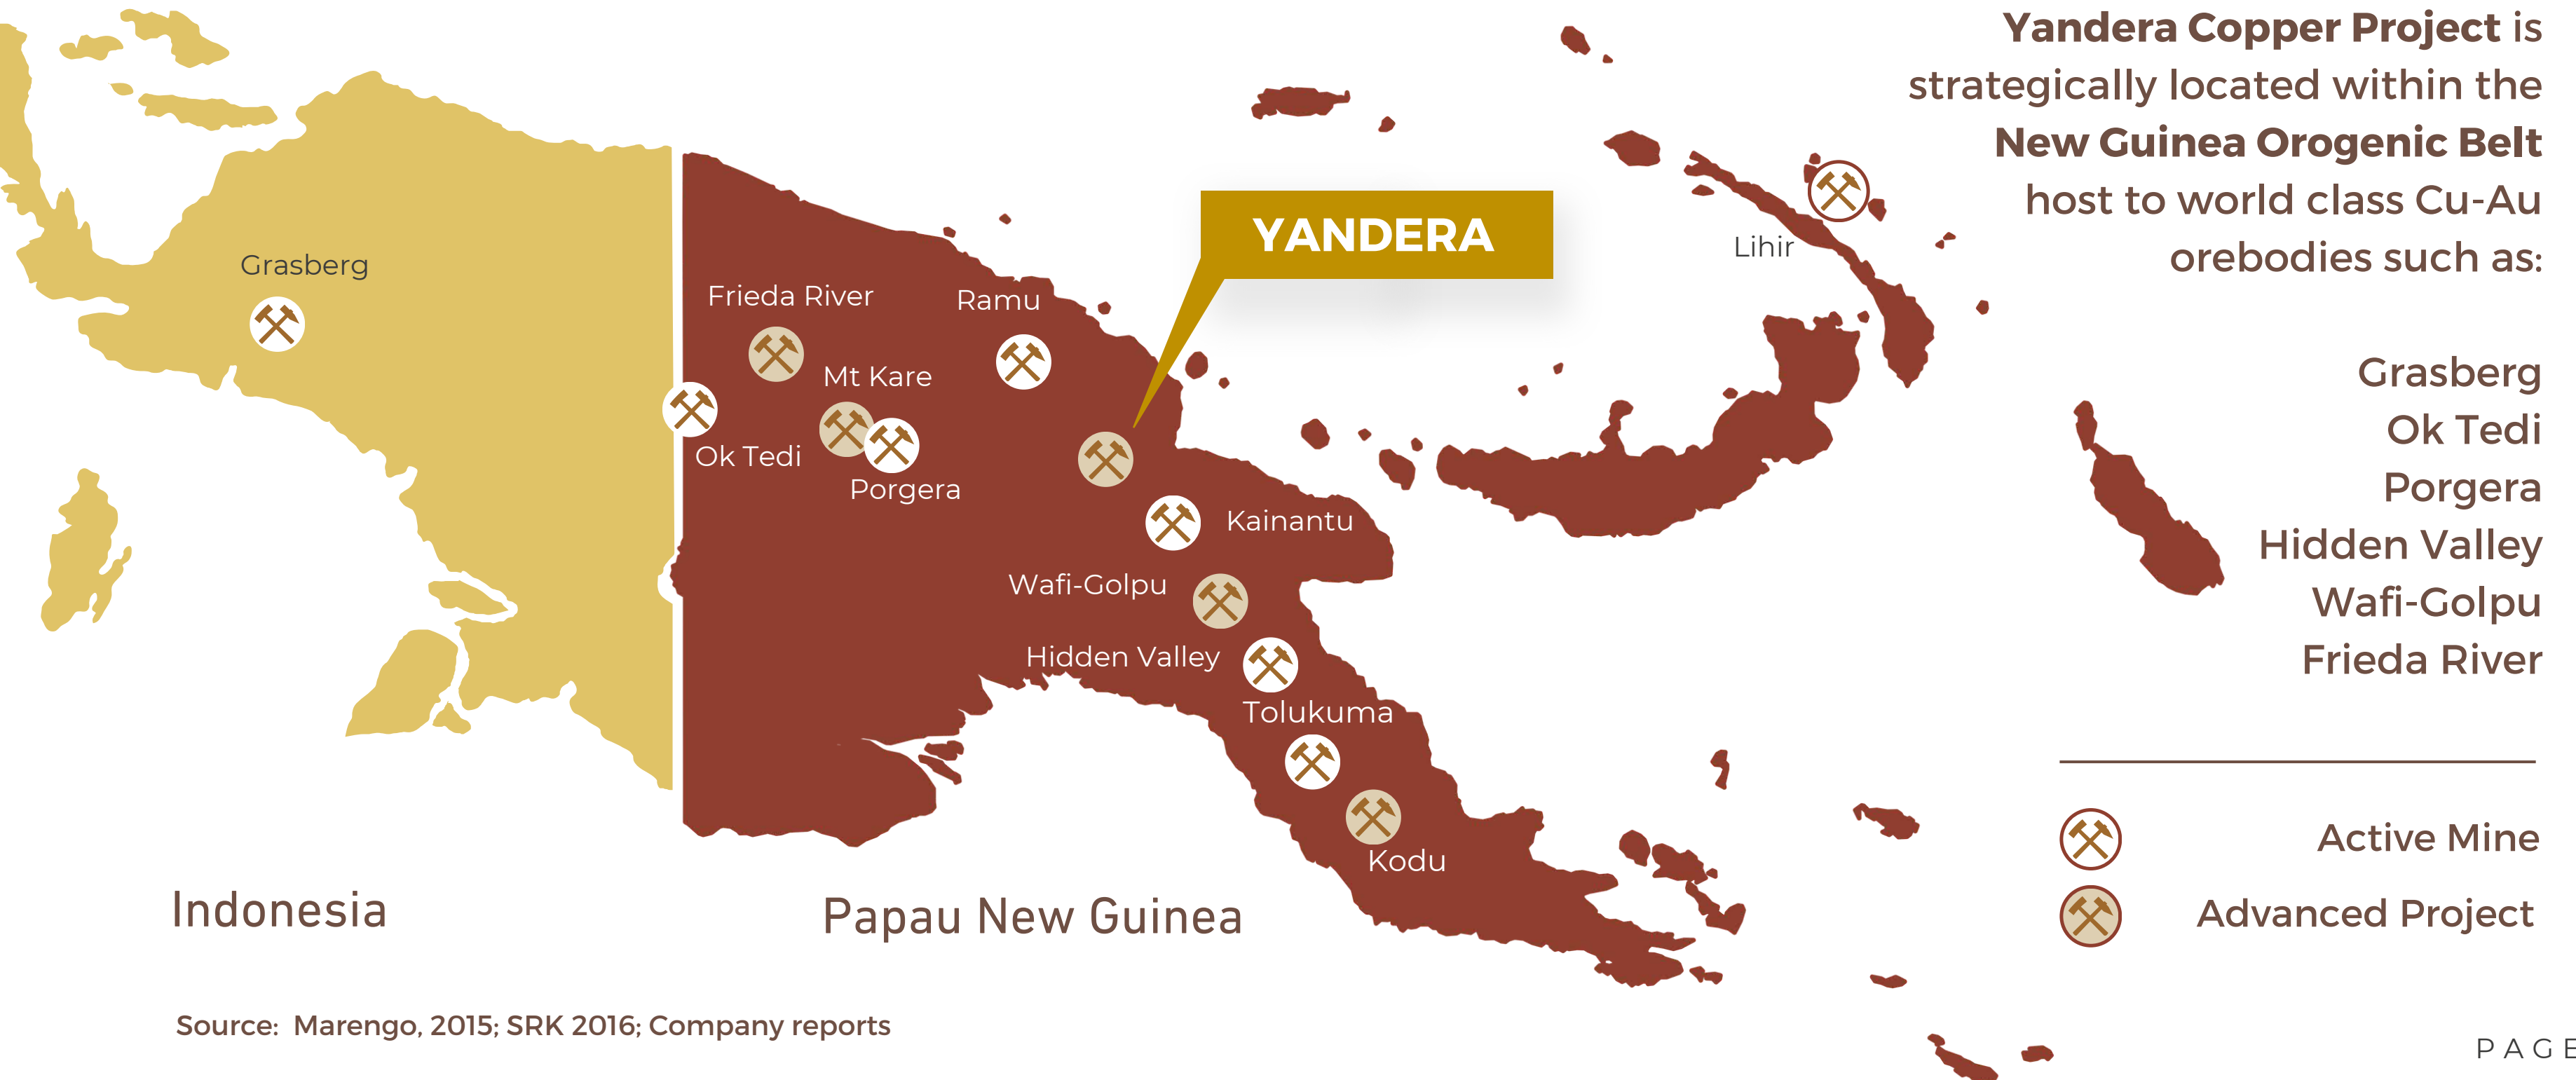 Yandera Copper Project is
strategically located within the
New Guinea Orogenic Belt
host to world class Cu-Au
orebodies such as:
Grasberg
Ok Tedi
Porgera
Hidden Valley
Wafi-Golpu
Frieda River
YANDERA
Lihir
Grasberg
Frieda River
Ramu
Mt Kare
Ok Tedi
Porgera
Kainantu
Wafi-Golpu
Hidden Valley
Tolukuma
Kodu
Active Mine
Advanced Project
Indonesia
Papau New Guinea
Source: Marengo, 2015; SRK 2016; Company reports
PAGE